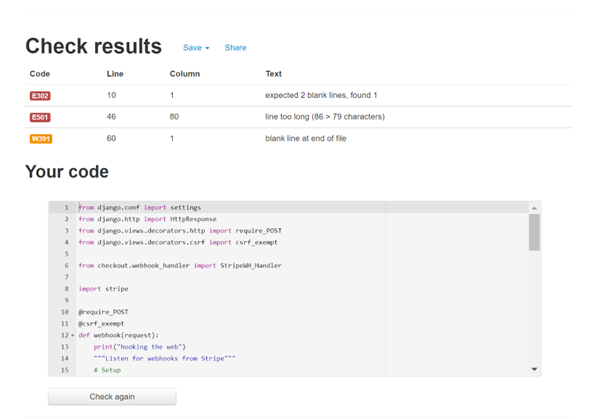 Check results Save Share
Code Line Column Text
E302 10 1 expected 2 blank lines, found 1
E501 46 80 line too long (86 > 79 characters)
W391 60 1 blank line at end of file
Your code
1 from django.conf import settings
2 from django.http import HttpResponse
3 from django.views.decorators.http import require_POST
4 from django.views.decorators.csrf import csrf_exempt
5
6 from checkout.webhook_handler import StripeWH_Handler
7
8 import stripe
9
10 @require_POST
11 @csrf_exempt
12 def webhook(request):
13 print("hooking the web")
14 """Listen for webhooks from Stripe"""
15 # Setup
Check again